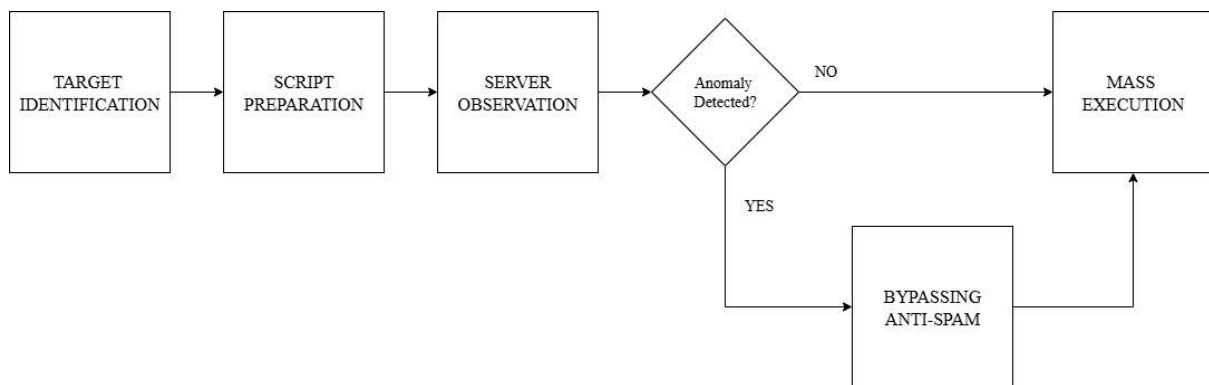 TARGET
IDENTIFICATION
SCRIPT
PREPARATION
SERVER
OBSERVATION
Anomaly
Detected?
NO
MASS
EXECUTION
YES
BYPASSING
ANTI-SPAM